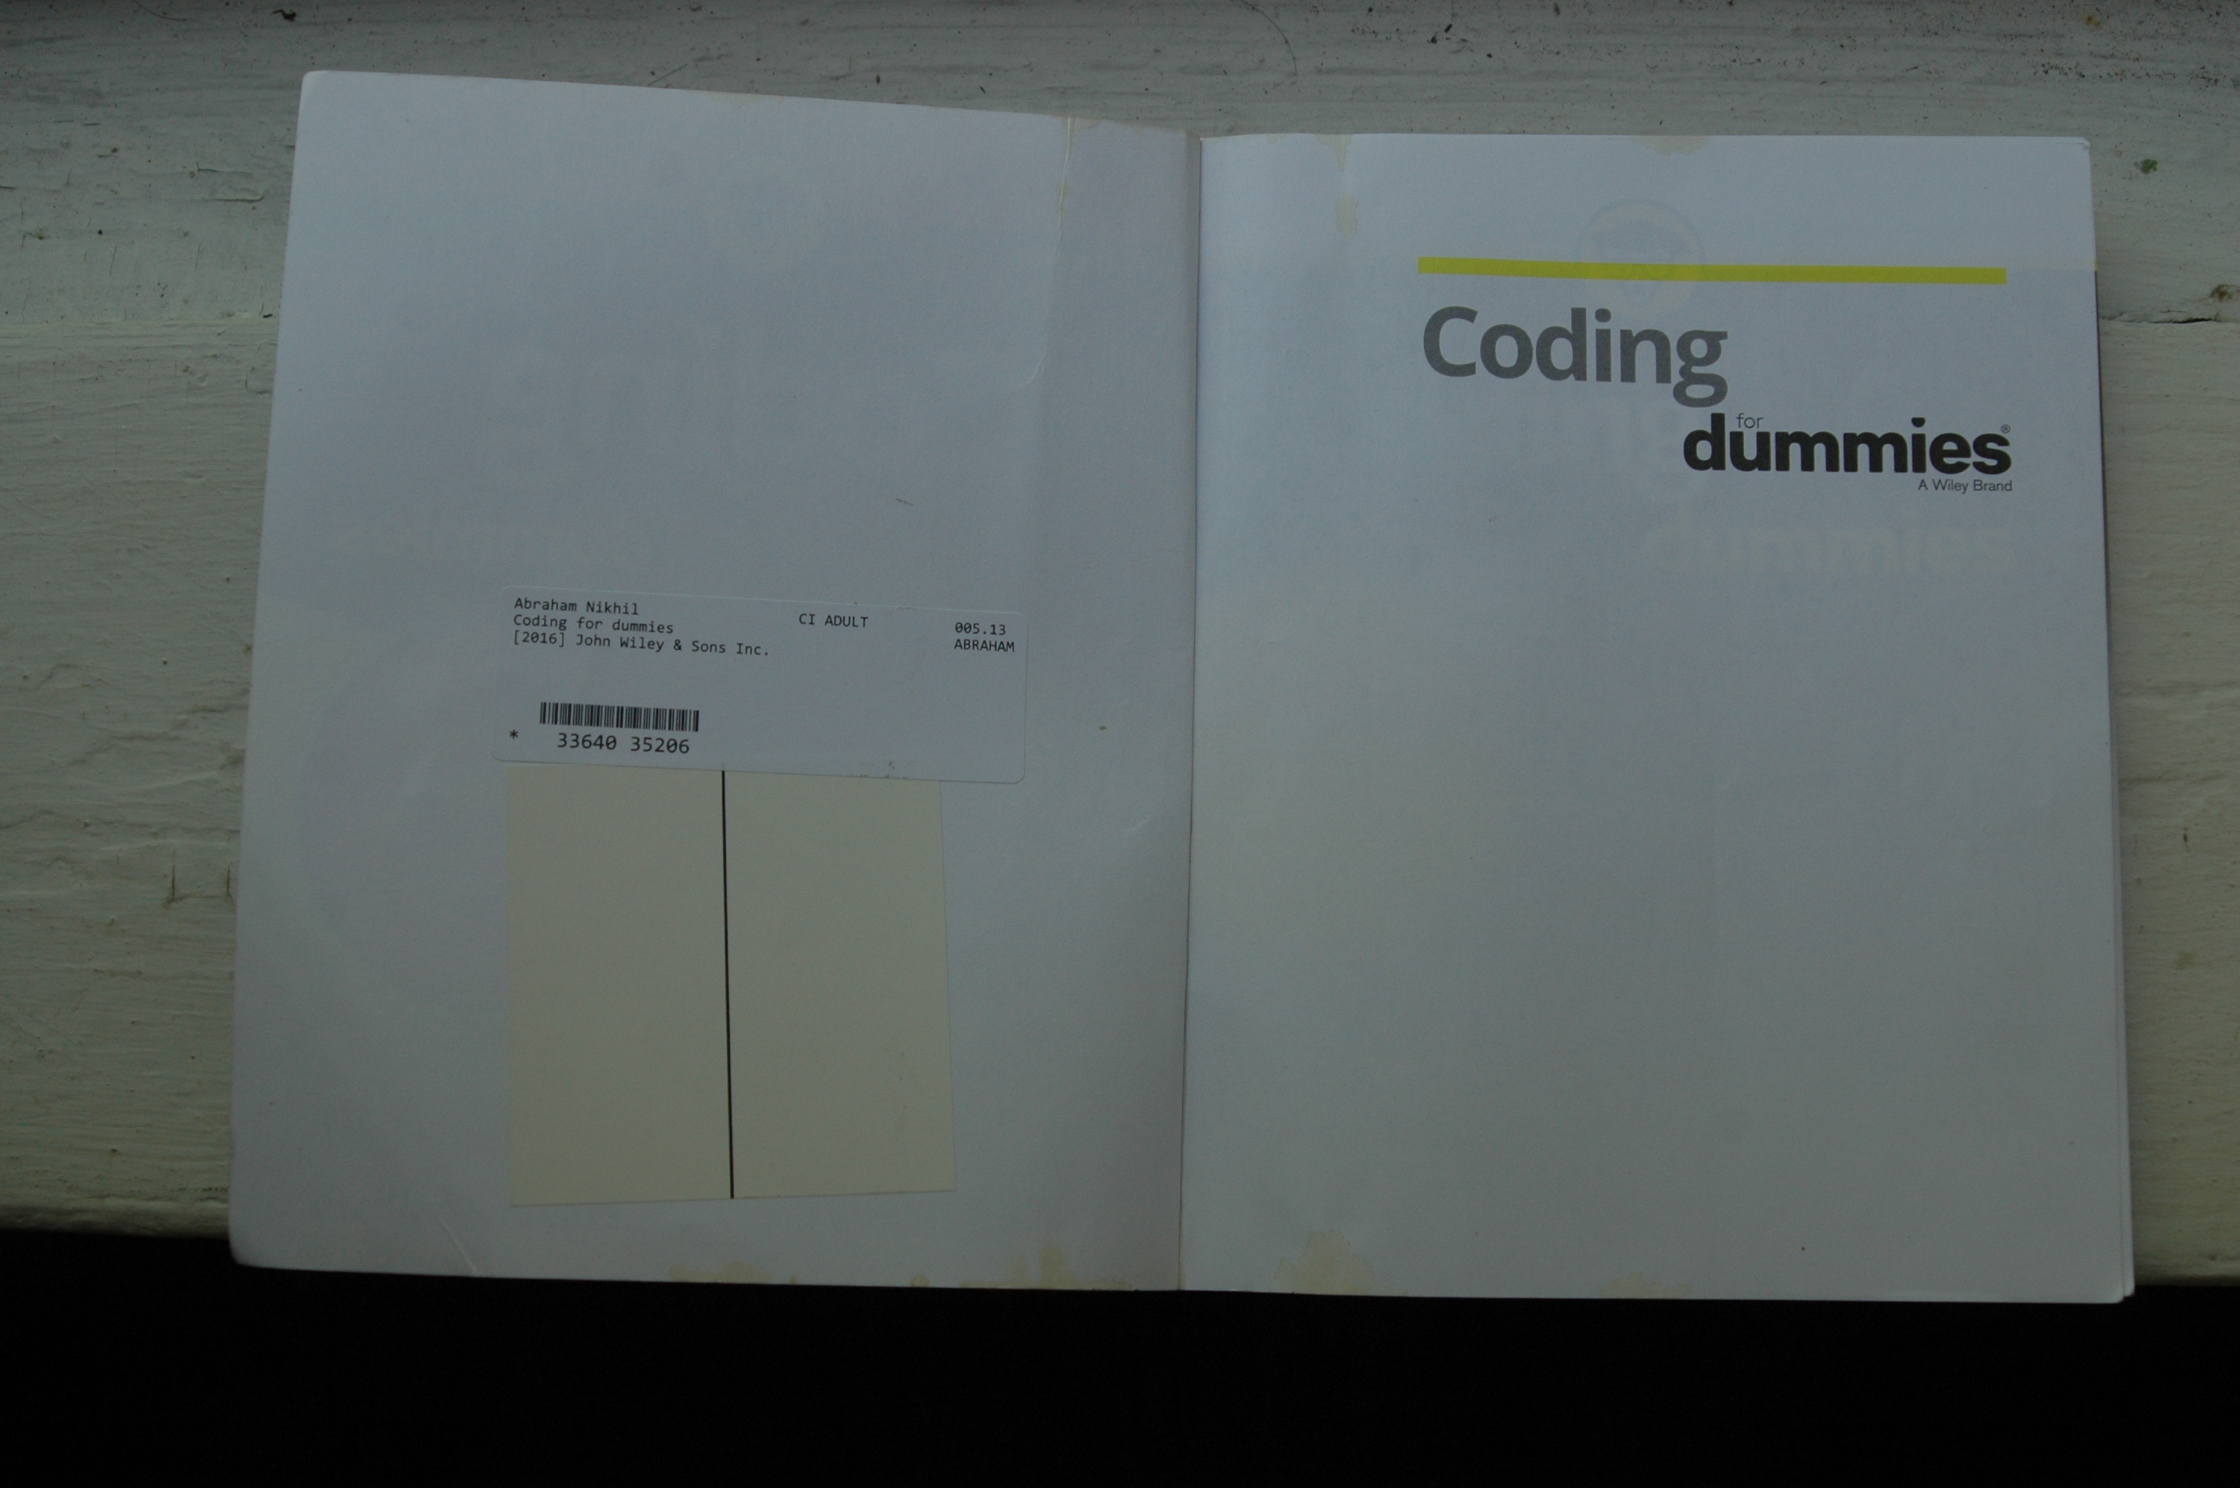 Abraham Nikhil
Coding for dummies
[2016] John Wiley & Sons Inc.
CI ADULT
005.13
ABRAHAM
* 33640 35206
Coding
for
dummies®
A Wiley Brand
dummies